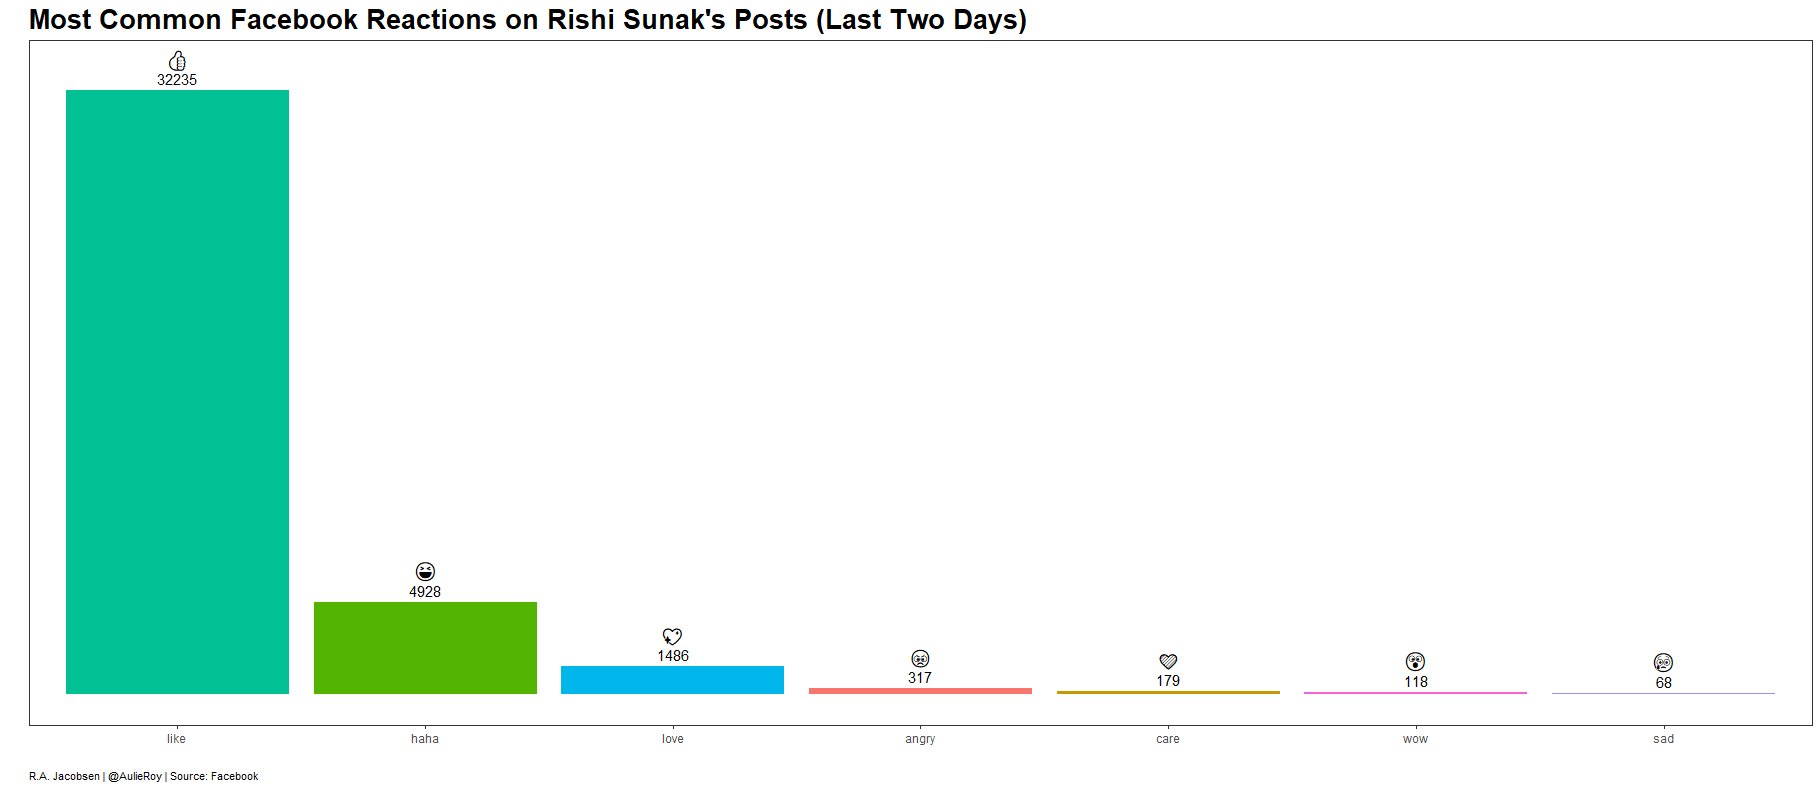 Most Common Facebook Reactions on Rishi Sunak's Posts (Last Two Days)
32235
4928
1486
317
179
118
68
like haha love angry care wow sad
R.A. Jacobsen | @AulieRoy | Source: Facebook